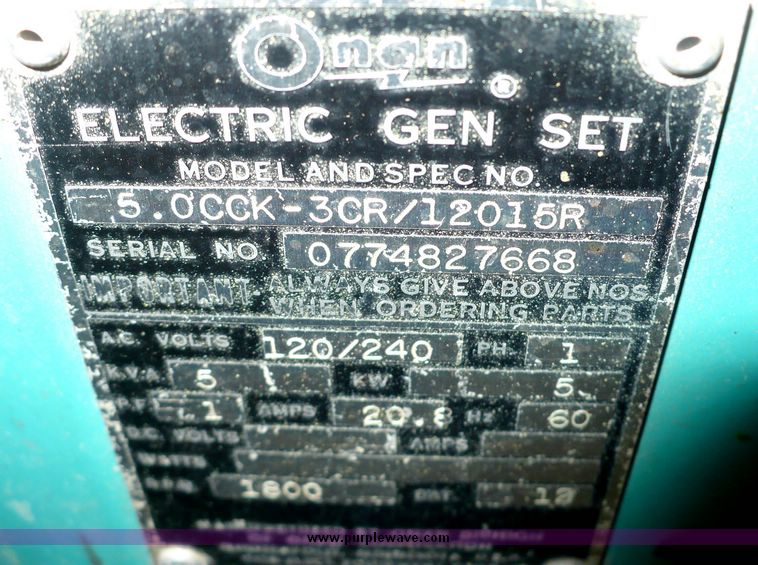 Onan ®
ELECTRIC GEN SET
MODEL AND SPEC NO.
5.0CCK-3CR/12015R
SERIAL NO 0774827668
IMPORTANT ALWAYS GIVE ABOVE NOS.
WHEN ORDERING PARTS
A.C. VOLTS 120/240 PH 1
K.V.A 5 KW 5
P.F. 1 AMPS 20.8 Hz 60
D.C. VOLTS AMPS
WATTS
1800 BAT. 12
www.purplewave.com